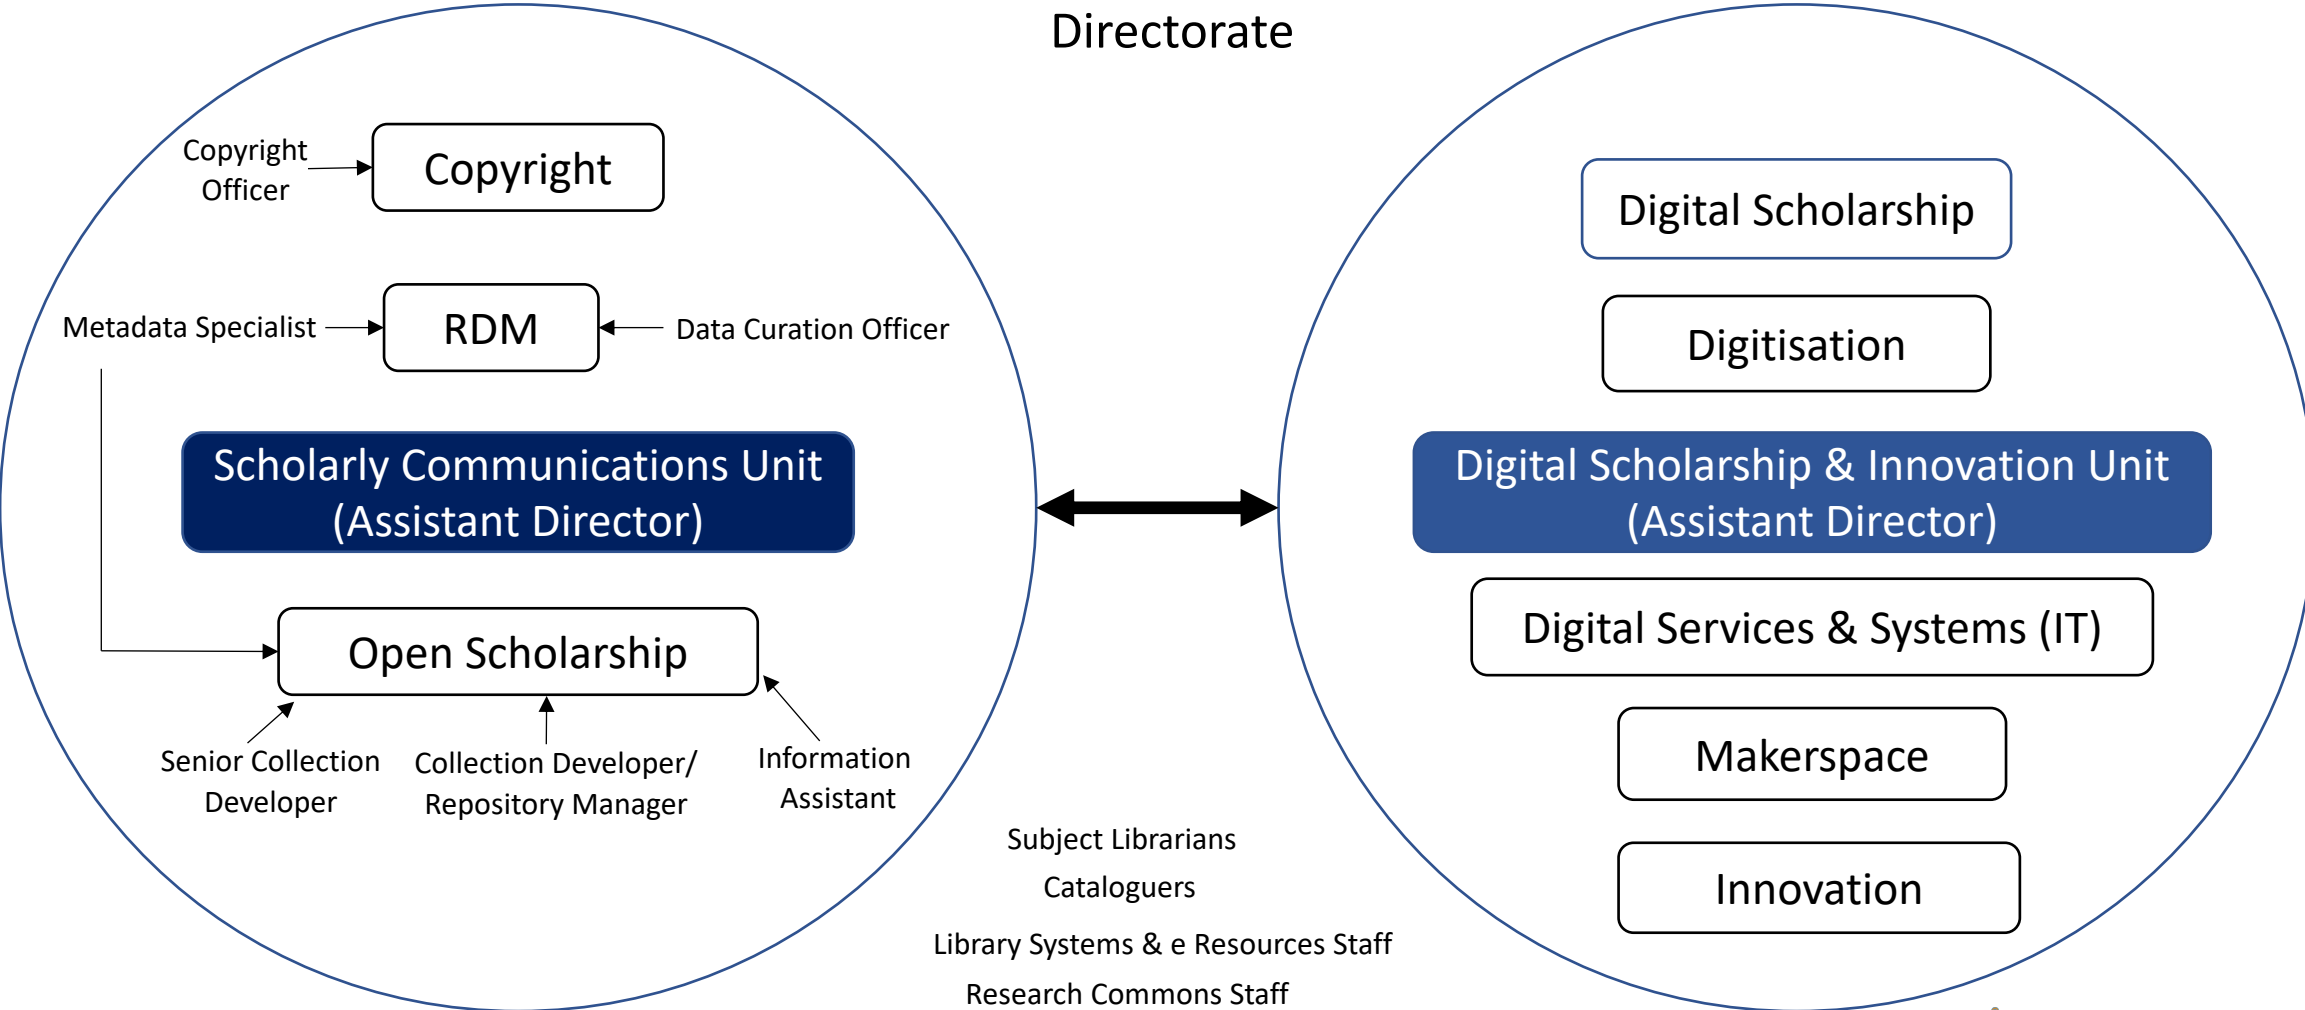 Directorate
Copyright
Officer
Copyright
Metadata Specialist
RDM
Data Curation Officer
Scholarly Communications Unit
(Assistant Director)
Open Scholarship
Senior Collection
Developer
Collection Developer/
Repository Manager
Information
Assistant
Digital Scholarship
Digitisation
Digital Scholarship & Innovation Unit
(Assistant Director)
Digital Services & Systems (IT)
Makerspace
Innovation
Subject Librarians
Cataloguers
Library Systems & e Resources Staff
Research Commons Staff